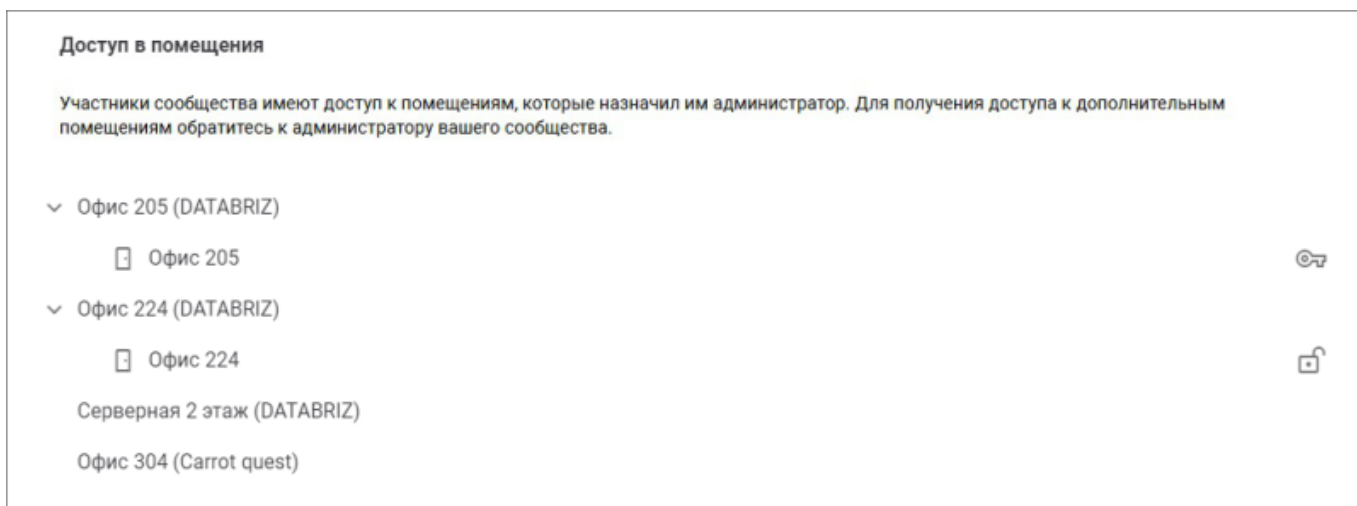 Доступ в помещения
Участники сообщества имеют доступ к помещениям, которые назначил им администратор. Для получения доступа к дополнительным
помещениям обратитесь к администратору вашего сообщества.
Офис 205 (DATABRIZ)
Офис 205
Офис 224 (DATABRIZ)
Офис 224
Серверная 2 этаж (DATABRIZ)
Офис 304 (Carrot quest)